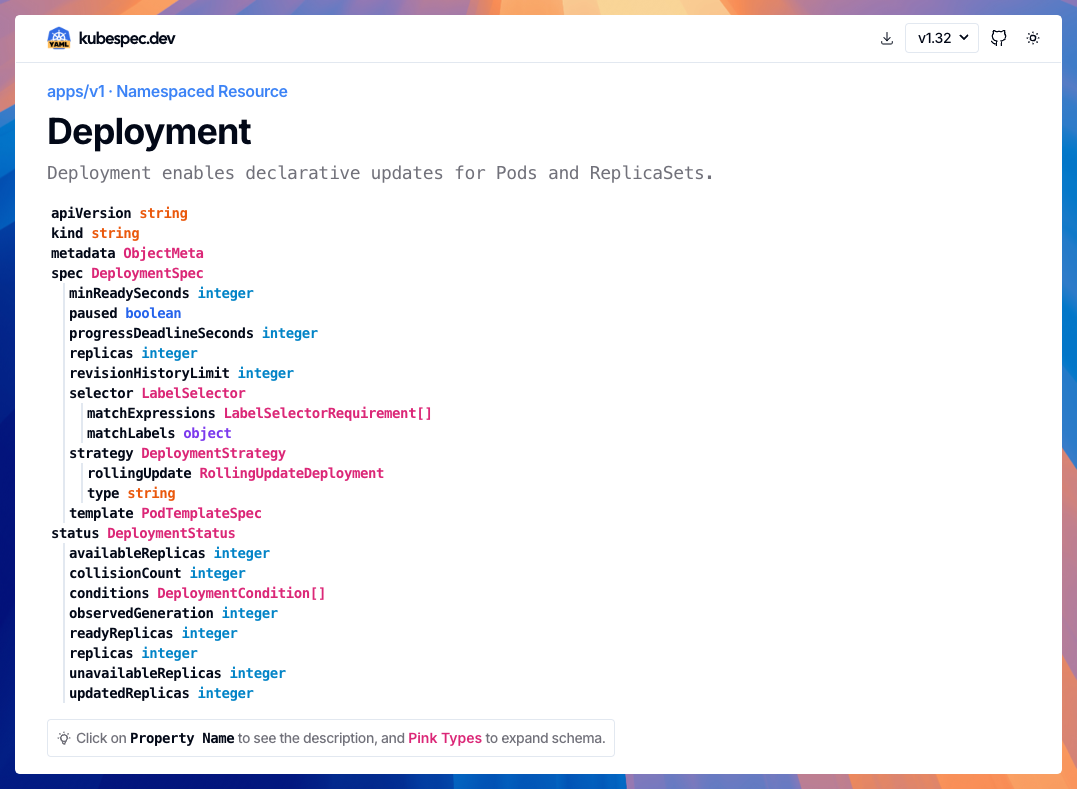 YAML
kubespec.dev
v1.32
apps/v1 · Namespaced Resource
Deployment
Deployment enables declarative updates for Pods and ReplicaSets.
apiVersion string
kind string
metadata ObjectMeta
spec DeploymentSpec
minReadySeconds integer
paused boolean
progressDeadlineSeconds integer
replicas integer
revisionHistoryLimit integer
selector LabelSelector
matchExpressions LabelSelectorRequirement[]
matchLabels object
strategy DeploymentStrategy
rollingUpdate RollingUpdateDeployment
type string
template PodTemplateSpec
status DeploymentStatus
availableReplicas integer
collisionCount integer
conditions DeploymentCondition[]
observedGeneration integer
readyReplicas integer
replicas integer
unavailableReplicas integer
updatedReplicas integer
Click on Property Name to see the description, and Pink Types to expand schema.